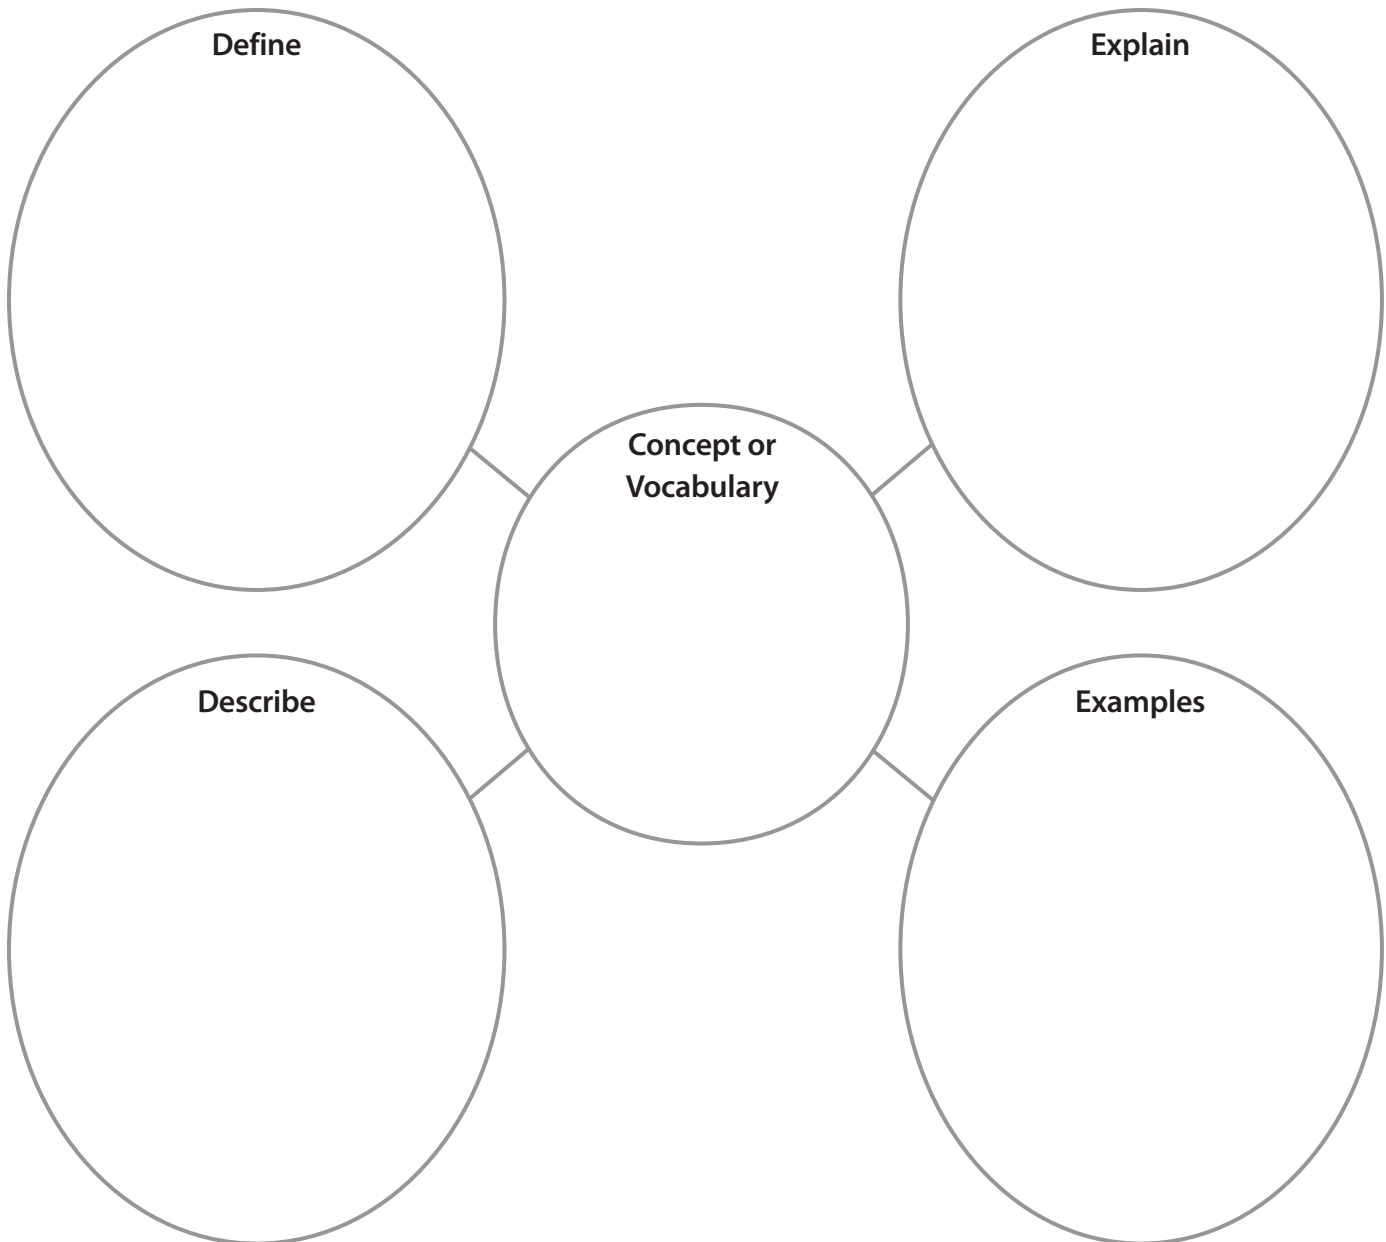 Define
Explain
Concept or
Vocabulary
Describe
Examples